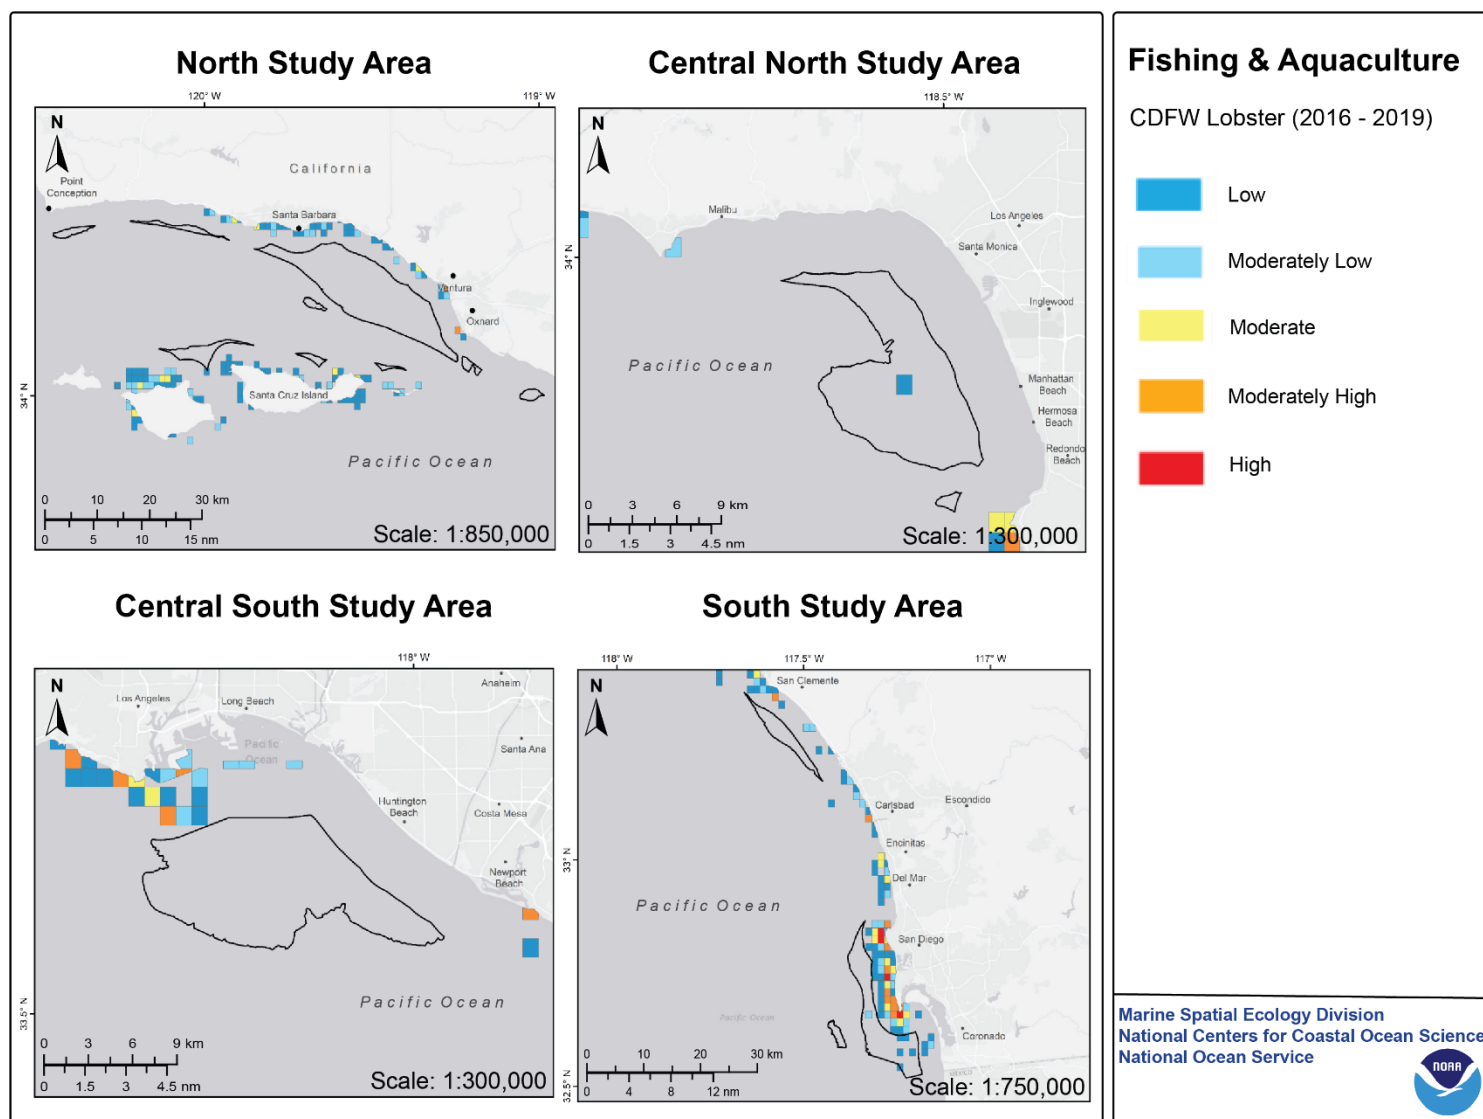 North Study Area
120° W
119° W
N
California
Point
Conception
Santa Barbara
Ventura
Oxnard
34° N
Santa Cruz Island
Pacific Ocean
0 10 20 30 km
0 5 10 15 nm
Scale: 1:850,000
Central North Study Area
118.5° W
N
Malibu
Los Angeles
Santa Monica
34° N
Inglewood
Pacific Ocean
Manhattan
Beach
Hermosa
Beach
Redondo
Beach
0 3 6 9 km
0 1.5 3 4.5 nm
Scale: 1:300,000
Central South Study Area
118° W
N
Anaheim
Los Angeles
Long Beach
Pacific
Ocean
Santa Ana
Huntington
Beach
Costa Mesa
Newport
Beach
Pacific Ocean
33.5° N
0 3 6 9 km
0 1.5 3 4.5 nm
Scale: 1:300,000
South Study Area
118° W
117.5° W
117° W
N
San Clemente
Carlsbad
Escondido
Encinitas
33° N
Del Mar
Pacific Ocean
San Diego
Pacific Ocean
Coronado
MEXICO
0 10 20 30 km
0 4 8 12 nm
32.5° N
Scale: 1:750,000
Fishing & Aquaculture
CDFW Lobster (2016 - 2019)
Low
Moderately Low
Moderate
Moderately High
High
Marine Spatial Ecology Division
National Centers for Coastal Ocean Science
National Ocean Service
NOAA